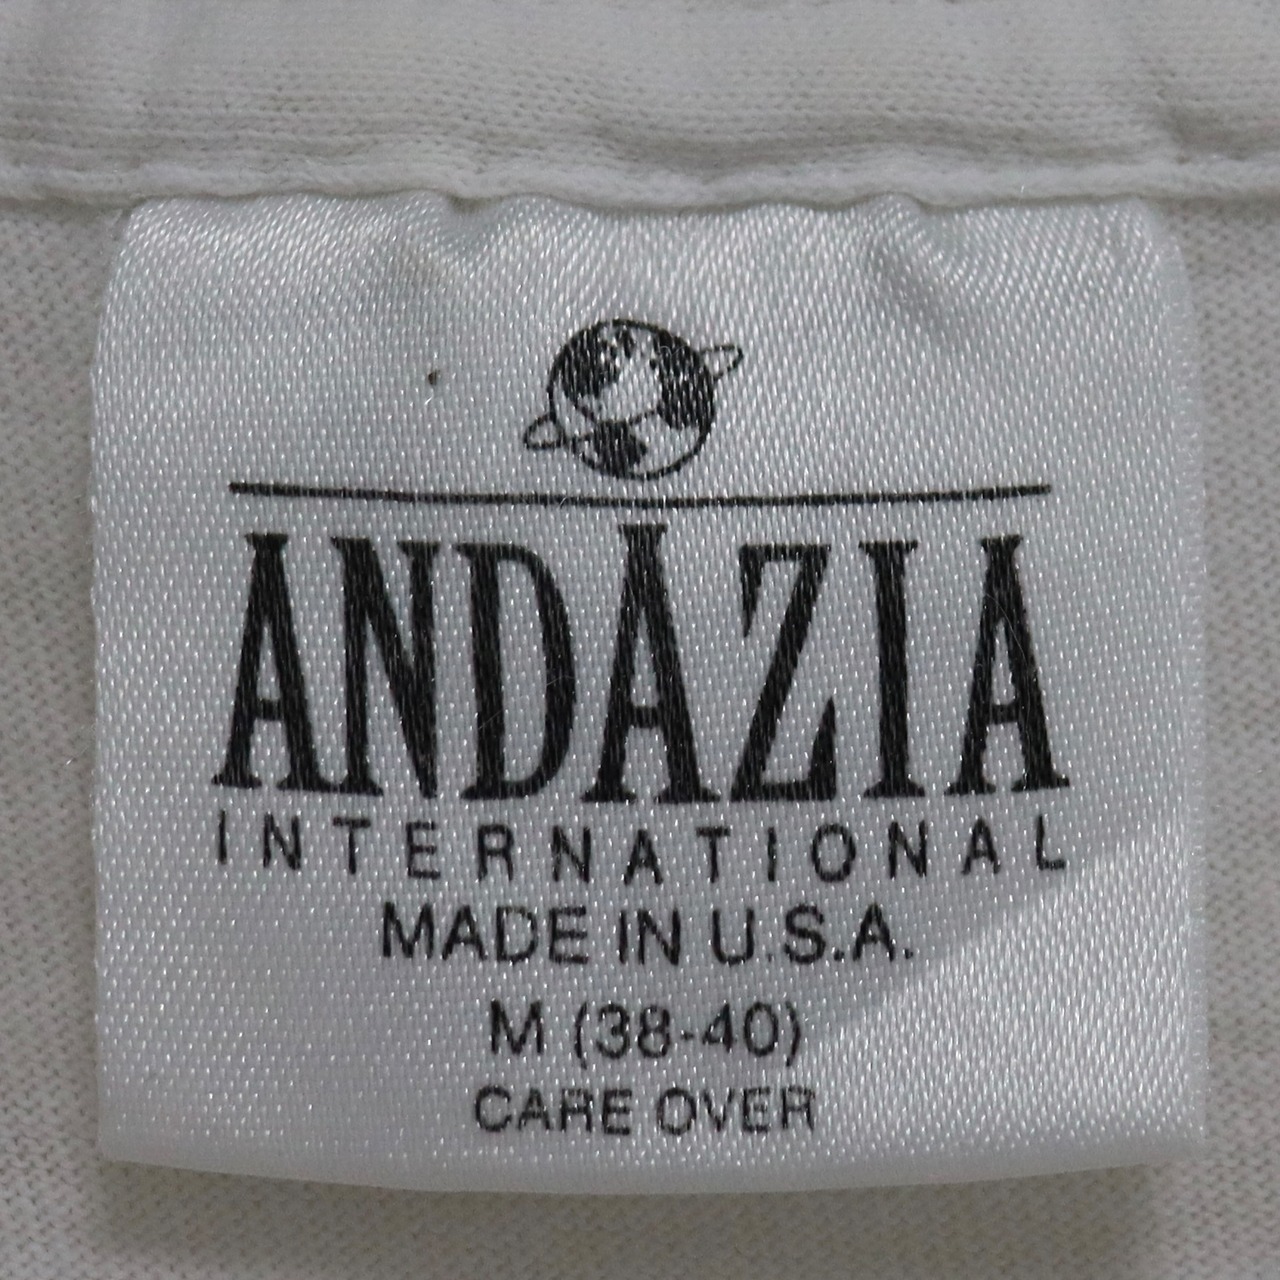 ANDAZIA
INTERNATIONAL
MADE IN U.S.A.
M (38-40)
CARE OVER